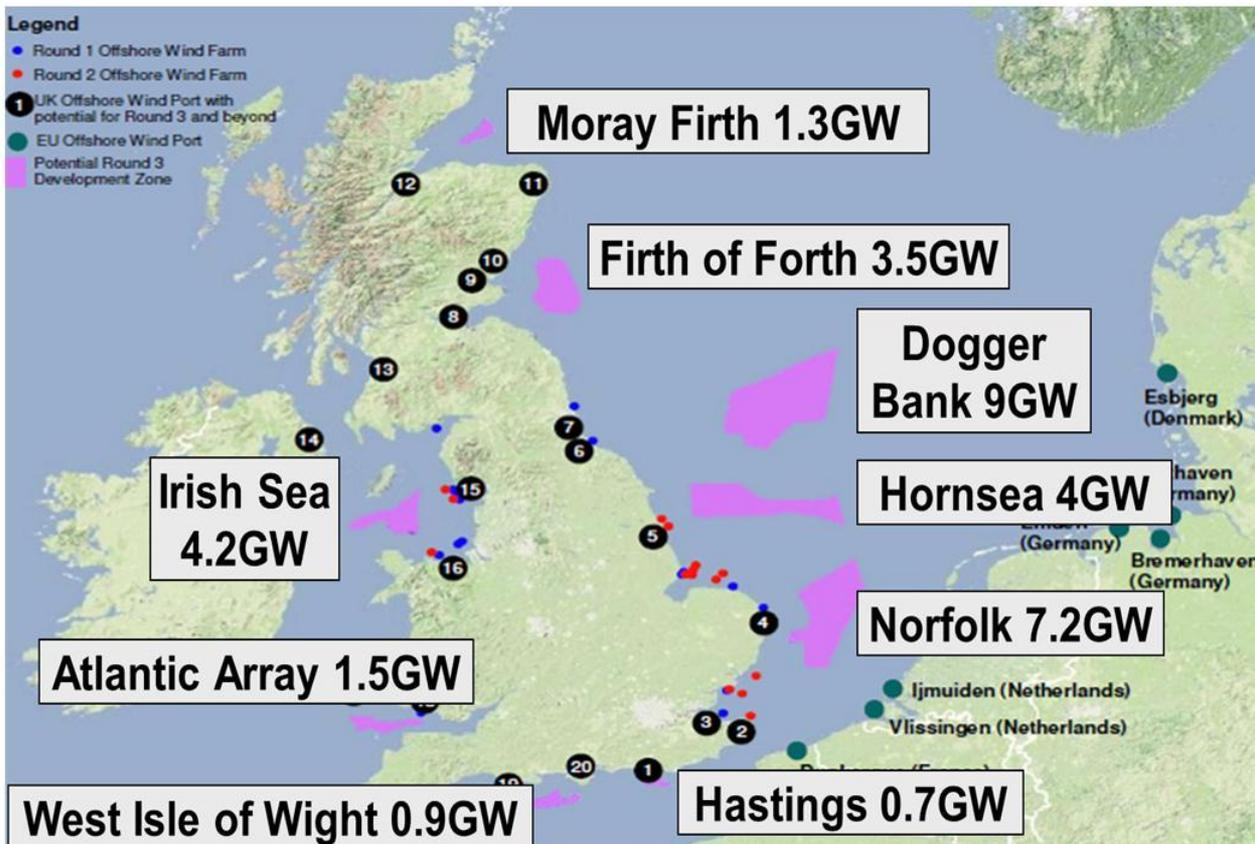 Legend
Round 1 Offshore Wind Farm
Round 2 Offshore Wind Farm
1 UK Offshore Wind Port with
potential for Round 3 and beyond
EU Offshore Wind Port
Potential Round 3
Development Zone
Moray Firth 1.3GW
12
11
Firth of Forth 3.5GW
10
9
8
Dogger
Bank 9GW
13
Esbjerg
(Denmark)
7
6
14
Irish Sea
4.2GW
15
Hornsea 4GW
haven
rmany)
5
(Germany)
Bremerhaven
(Germany)
16
4
Norfolk 7.2GW
Atlantic Array 1.5GW
Ijmuiden (Netherlands)
Vlissingen (Netherlands)
3
2
20
1
West Isle of Wight 0.9GW
Hastings 0.7GW